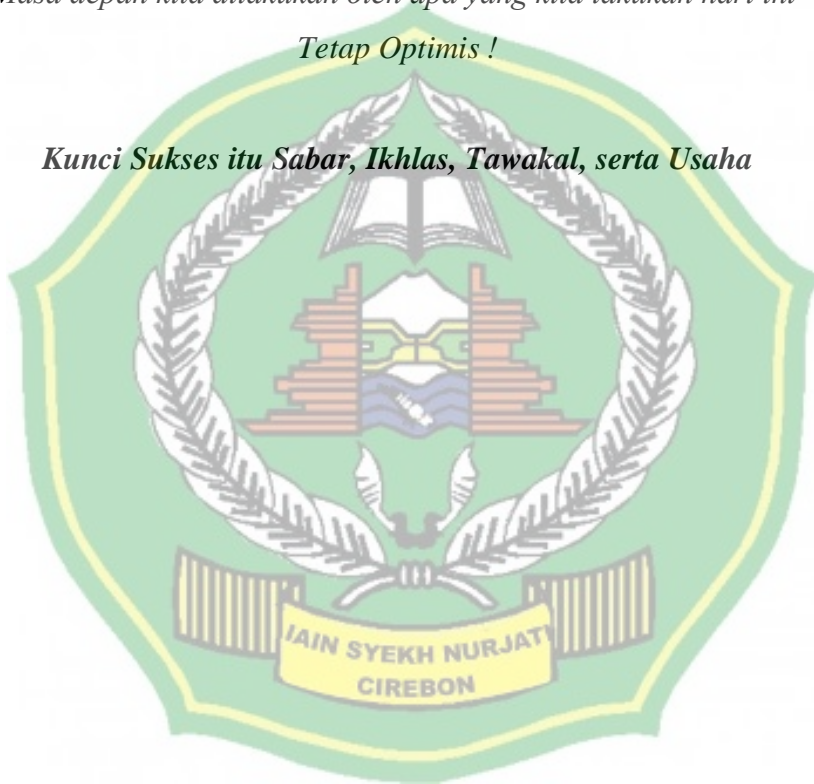 Masa depan kita ditentukan oleh apa yang kita lakukan hari ini
Tetap Optimis !
Kunci Sukses itu Sabar, Ikhlas, Tawakal, serta Usaha
IAIN SYEKH NURJATI
CIREBON